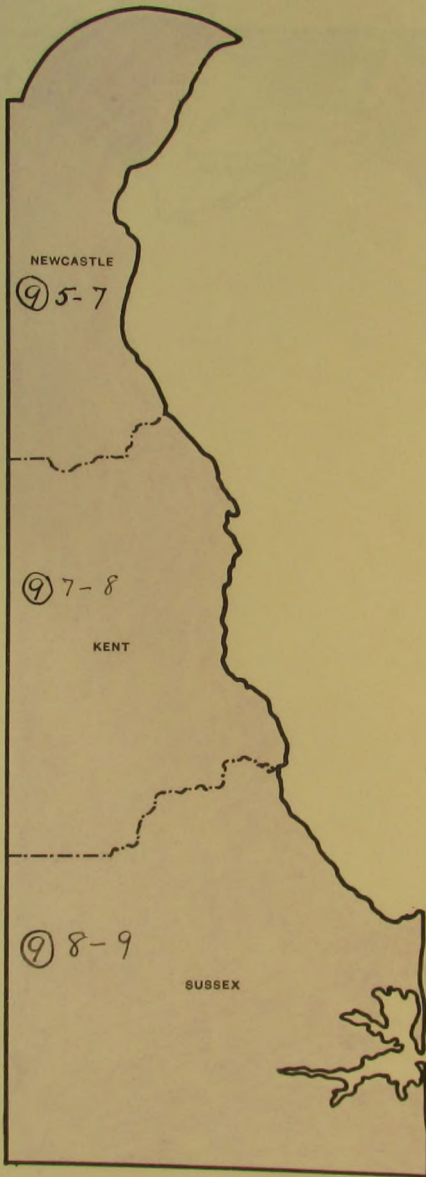 NEWCASTLE
⑨ 5-7
⑨ 7-8
KENT
⑨ 8-9
SUSSEX